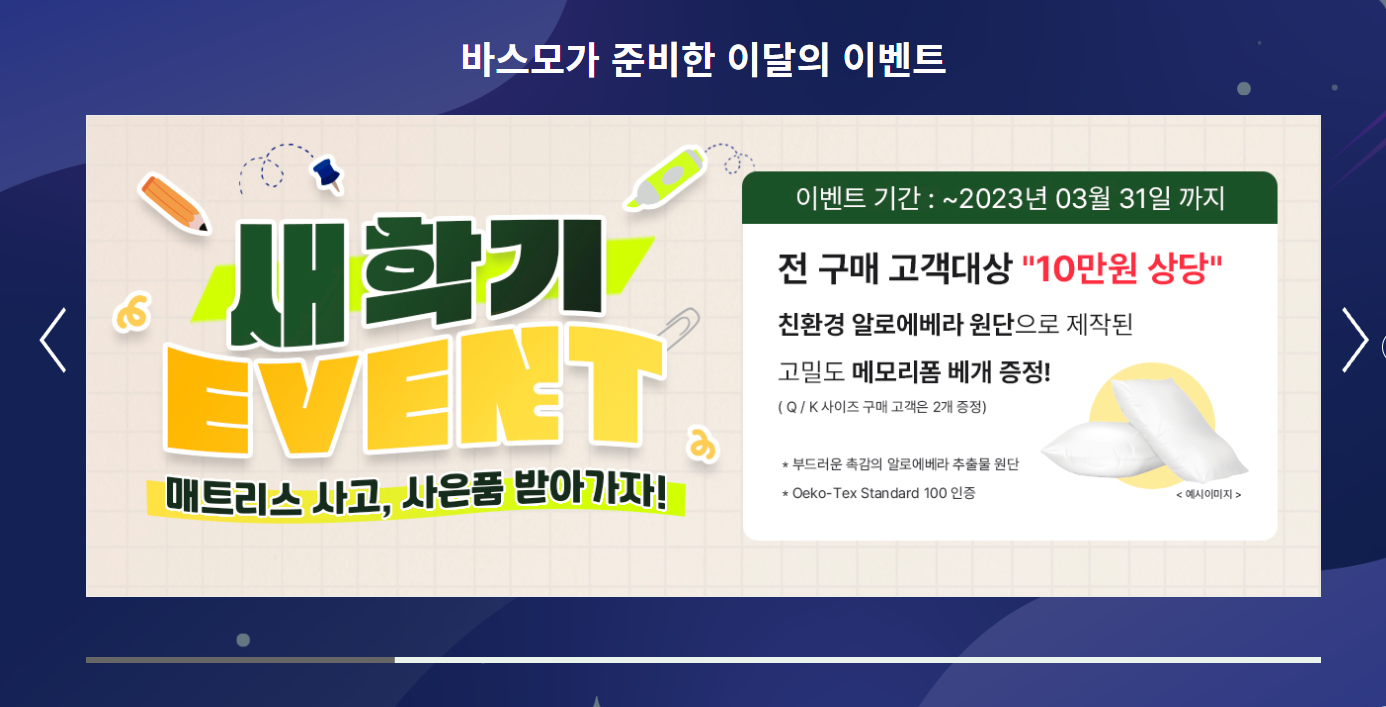 바스모가 준비한 이달의 이벤트
새학기
EVENT
매트리스 사고, 사은품 받아가자!
이벤트 기간 : ~2023년 03월 31일 까지
전 구매 고객대상 "10만원 상당"
친환경 알로에베라 원단으로 제작된
고밀도 메모리폼 베개 증정!
( Q / K 사이즈 구매 고객은 2개 증정)
* 부드러운 촉감의 알로에베라 추출물 원단
* Oeko-Tex Standard 100 인증
< 예시이미지 >